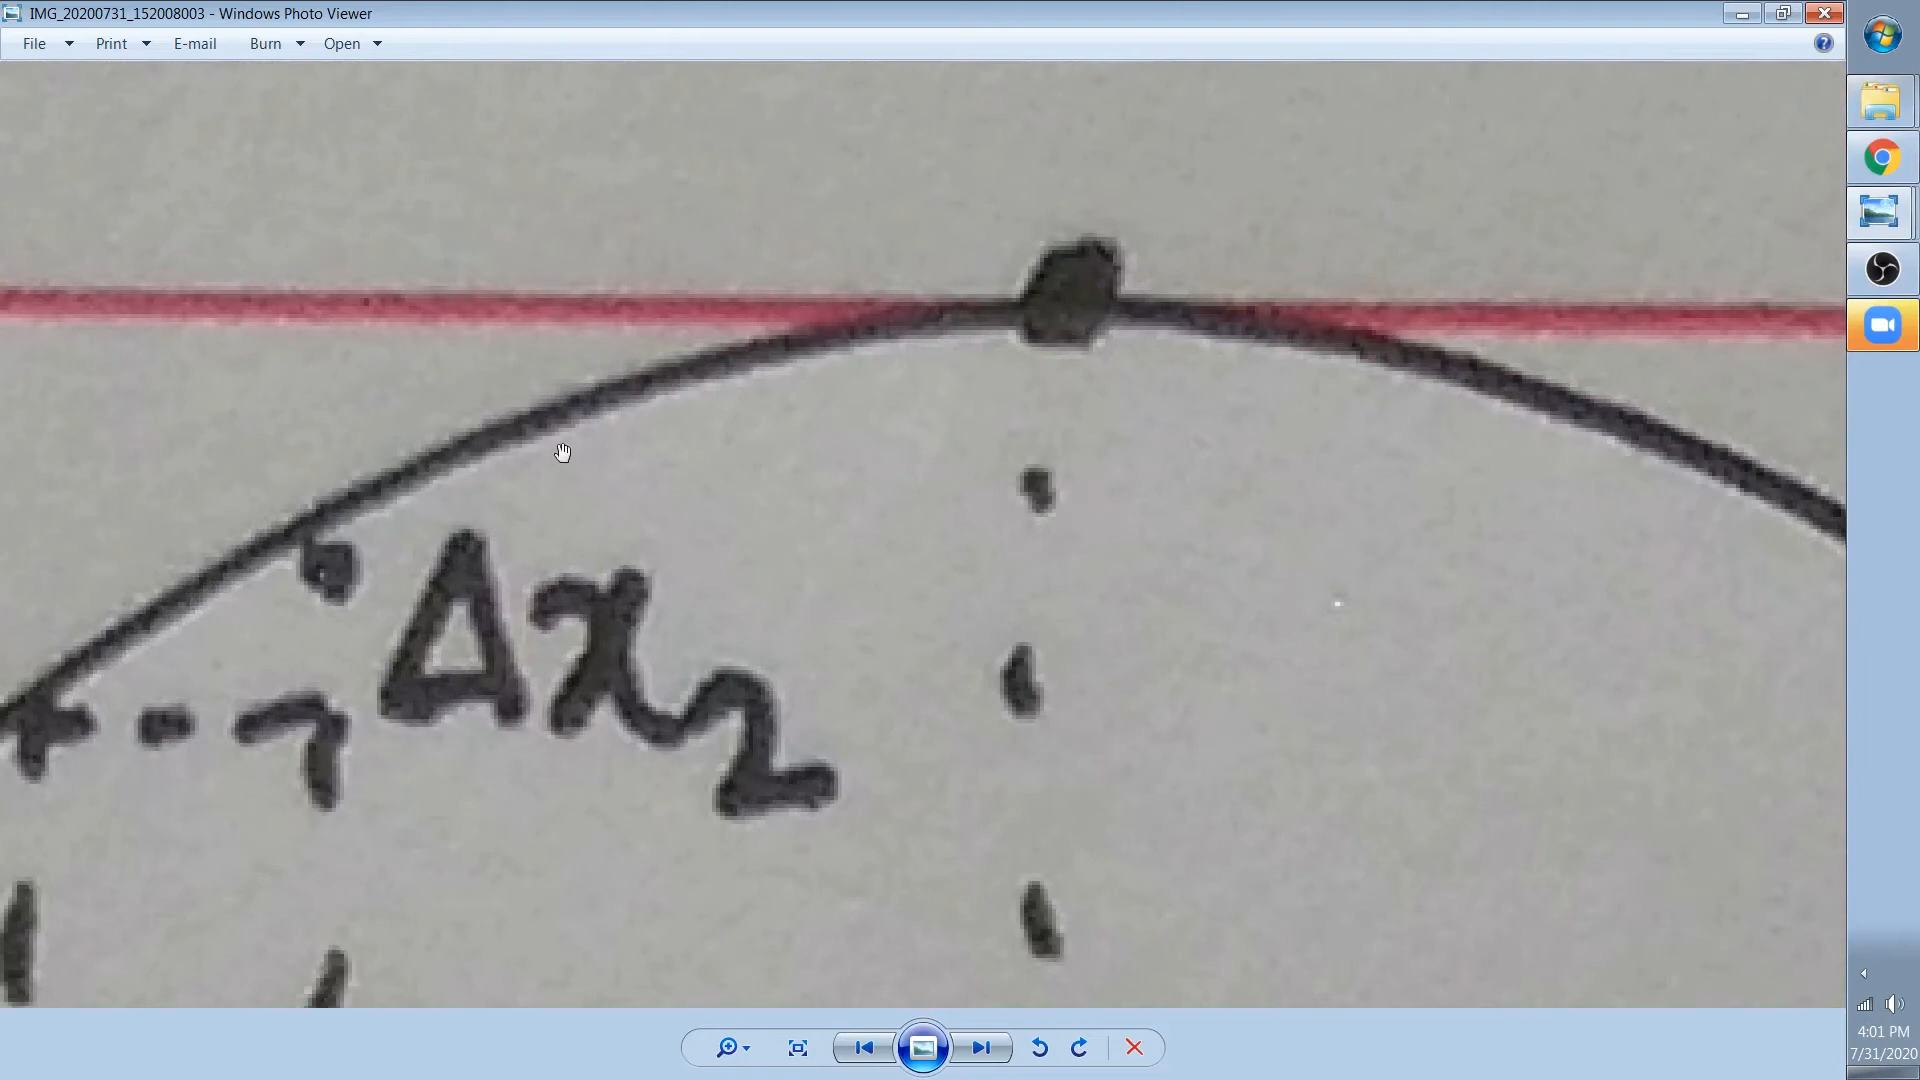 IMG_20200731_152008003 - Windows Photo Viewer
File Print E-mail Burn Open
Δx₂
4:01 PM
7/31/2020